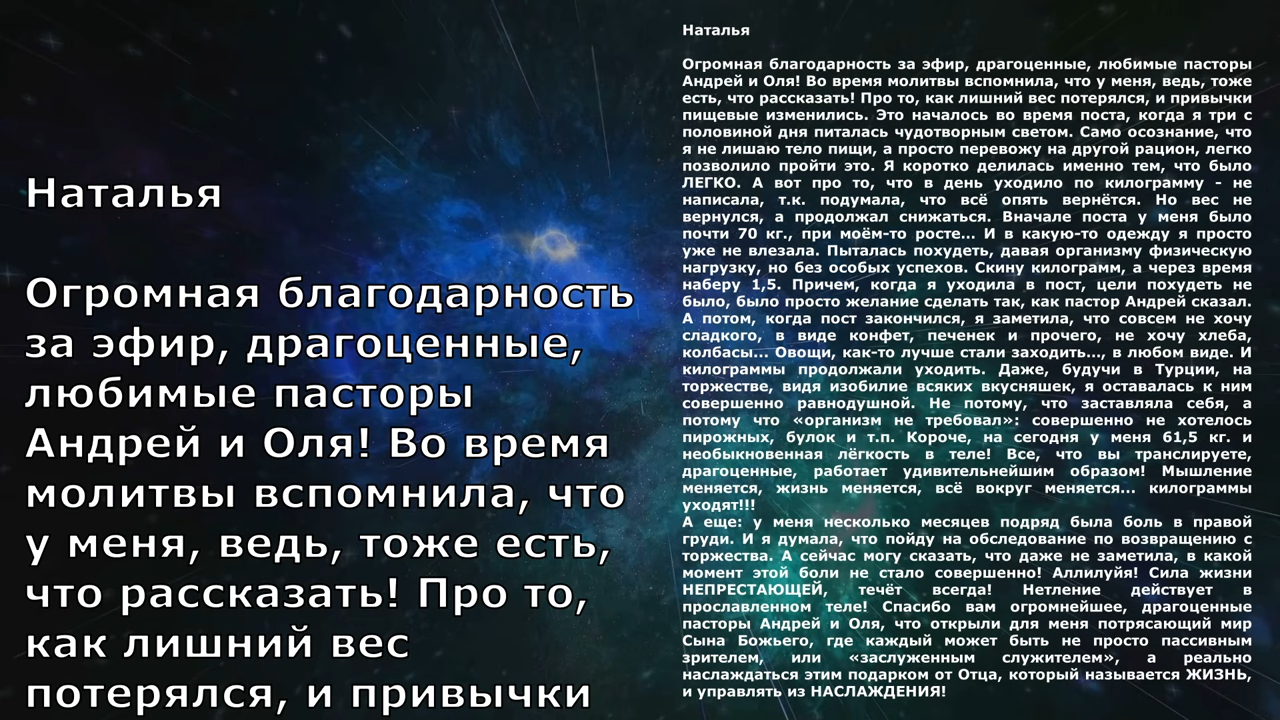 Наталья
Огромная благодарность
за эфир, драгоценные,
любимые пасторы
Андрей и Оля! Во время
молитвы вспомнила, что
у меня, ведь, тоже есть,
что рассказать! Про то,
как лишний вес
потерялся, и привычки
Наталья
Огромная благодарность за эфир, драгоценные, любимые пасторы
Андрей и Оля! Во время молитвы вспомнила, что у меня, ведь, тоже
есть, что рассказать! Про то, как лишний вес потерялся, и привычки
пищевые изменились. Это началось во время поста, когда я три с
половиной дня питалась чудотворным светом. Само осознание, что
я не лишаю тело пищи, а просто перевожу на другой рацион, легко
позволило пройти это. Я коротко делилась именно тем, что было
ЛЕГКО. А вот про то, что в день уходило по килограмму - не
написала, т.к. подумала, что всё опять вернётся. Но вес не
вернулся, а продолжал снижаться. Вначале поста у меня было
почти 70 кг., при моём-то росте... И в какую-то одежду я просто
уже не влезала. Пыталась похудеть, давая организму физическую
нагрузку, но без особых успехов. Скину килограмм, а через время
наберу 1,5. Причем, когда я уходила в пост, цели похудеть не
было, было просто желание сделать так, как пастор Андрей сказал.
А потом, когда пост закончился, я заметила, что совсем не хочу
сладкого, в виде конфет, печенек и прочего, не хочу хлеба,
колбасы... Овощи, как-то лучше стали заходить..., в любом виде. И
килограммы продолжали уходить. Даже, будучи в Турции, на
торжестве, видя изобилие всяких вкусняшек, я оставалась к ним
совершенно равнодушной. Не потому, что заставляла себя, а
потому что «организм не требовал»: совершенно не хотелось
пирожных, булок и т.п. Короче, на сегодня у меня 61,5 кг. и
необыкновенная лёгкость в теле! Все, что вы транслируете,
драгоценные, работает удивительнейшим образом! Мышление
меняется, жизнь меняется, всё вокруг меняется... килограммы
уходят!!!
А еще: у меня несколько месяцев подряд была боль в правой
груди. И я думала, что пойду на обследование по возвращению с
торжества. А сейчас могу сказать, что даже не заметила, в какой
момент этой боли не стало совершенно! Аллилуйя! Сила жизни
НЕПРЕСТАЮЩЕЙ, течёт всегда! Нетление действует в
прославленном теле! Спасибо вам огромнейшее, драгоценные
пасторы Андрей и Оля, что открыли для меня потрясающий мир
Сына Божьего, где каждый может быть не просто пассивным
зрителем, или «заслуженным служителем», а реально
наслаждаться этим подарком от Отца, который называется ЖИЗНЬ,
и управлять из НАСЛАЖДЕНИЯ!